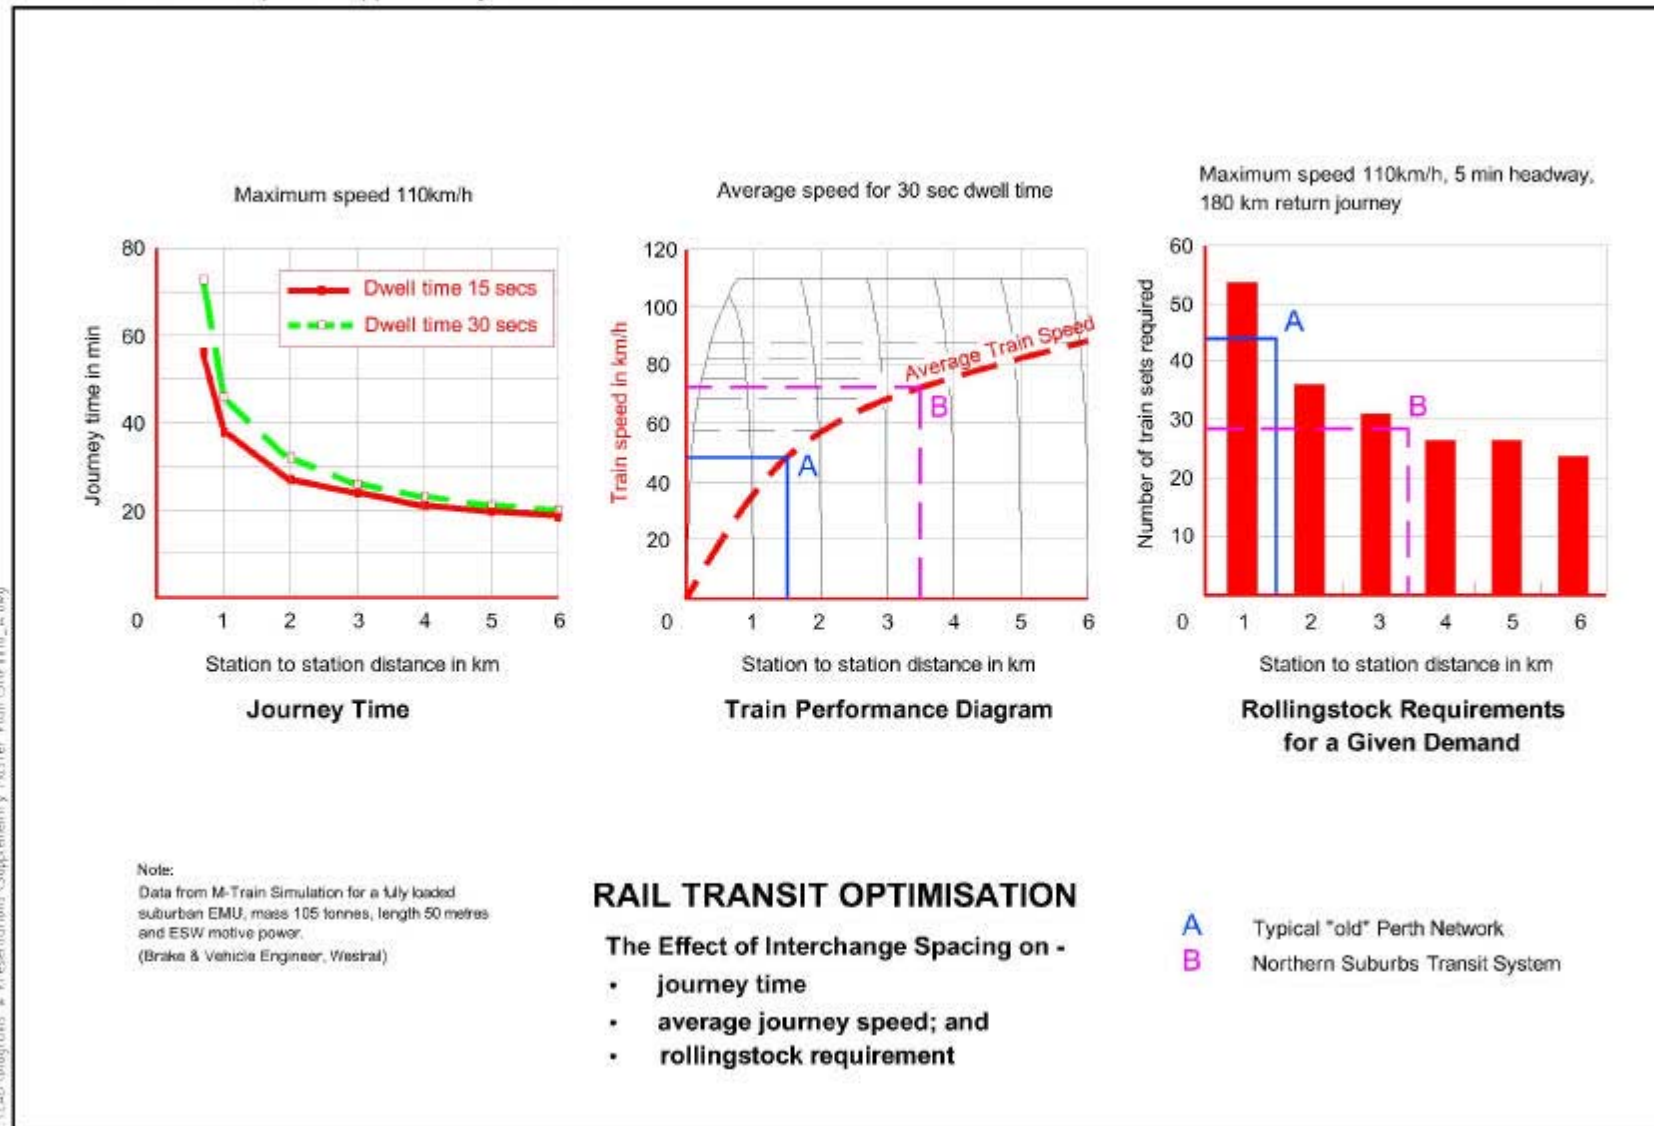 Maximum speed 110km/h
80
60
40
20
0
1
2
3
4
5
6
Journey time in min
Dwell time 15 secs
Dwell time 30 secs
Station to station distance in km
Journey Time
Average speed for 30 sec dwell time
120
100
80
60
40
20
0
1
2
3
4
5
6
Train speed in km/h
Average Train Speed
A
B
Station to station distance in km
Train Performance Diagram
Maximum speed 110km/h, 5 min headway,
180 km return journey
60
50
40
30
20
10
0
1
2
3
4
5
6
Number of train sets required
A
B
Station to station distance in km
Rollingstock Requirements
for a Given Demand
Note:
Data from M-Train Simulation for a fully loaded
suburban EMU, mass 105 tonnes, length 50 metres
and ESW motive power.
(Brake & Vehicle Engineer, Westrail)
RAIL TRANSIT OPTIMISATION
The Effect of Interchange Spacing on -
• journey time
• average journey speed; and
• rollingstock requirement
A Typical "old" Perth Network
B Northern Suburbs Transit System